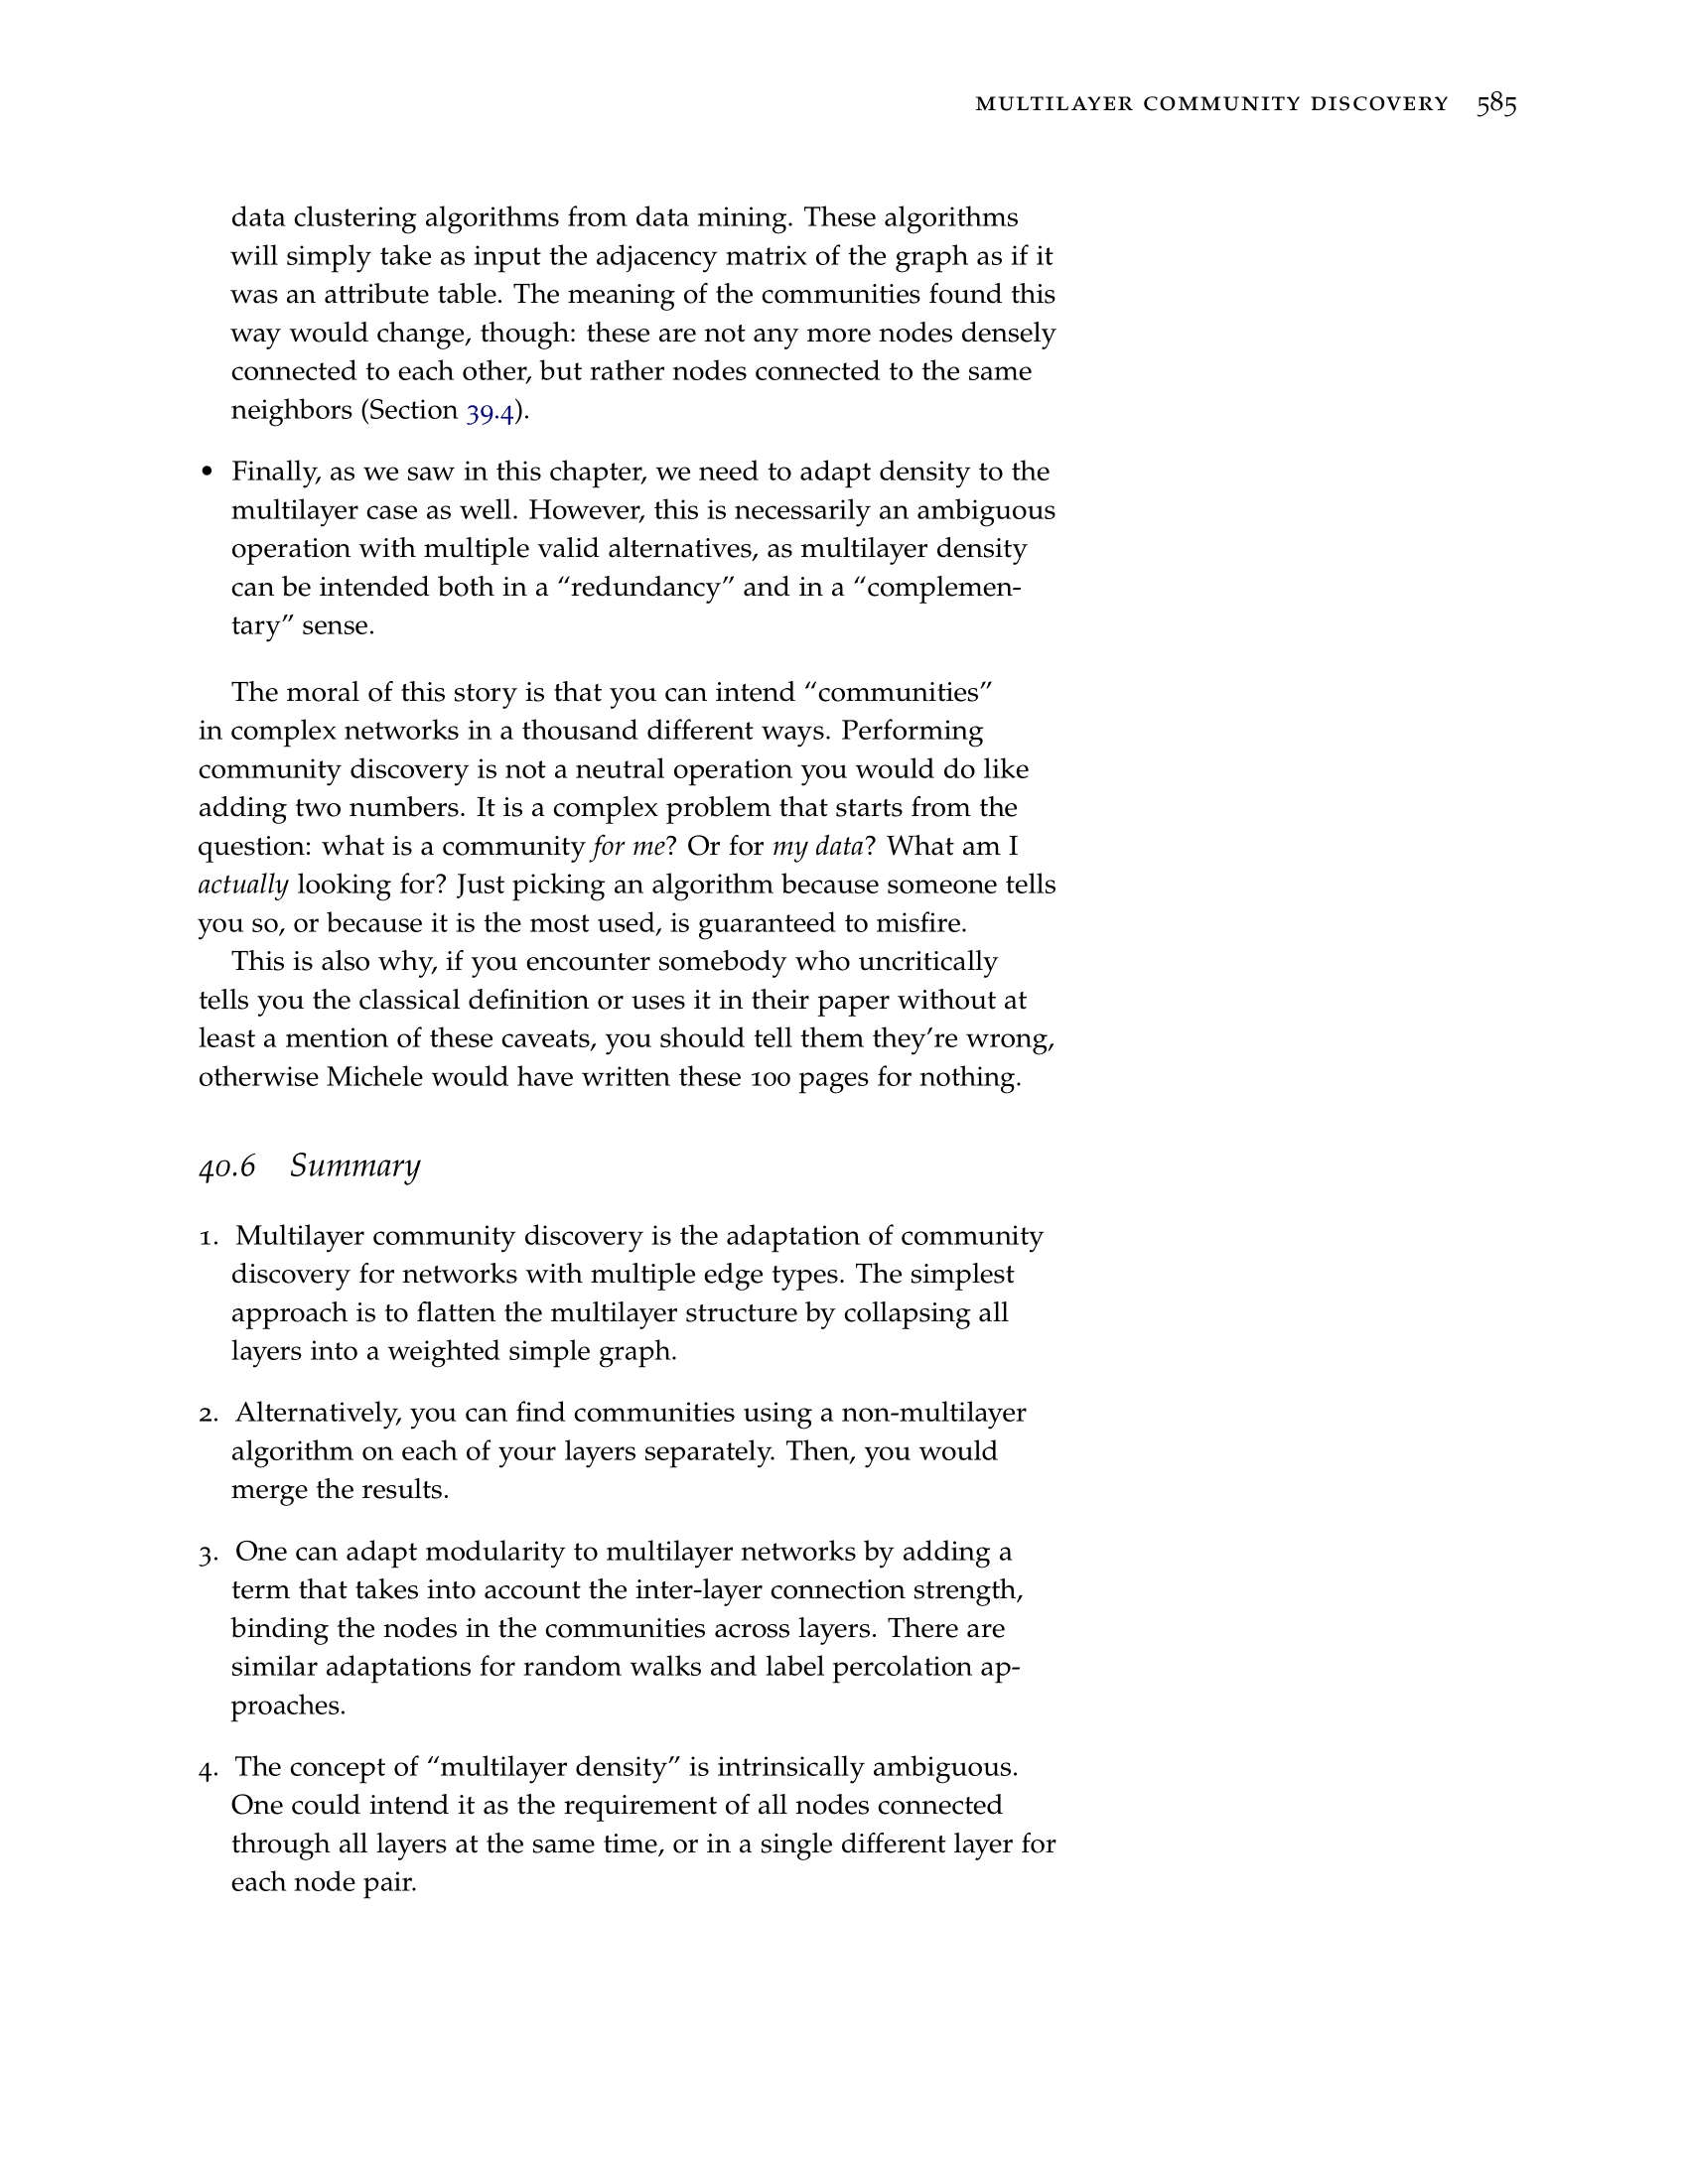 MULTILAYER COMMUNITY DISCOVERY 585
data clustering algorithms from data mining. These algorithms
will simply take as input the adjacency matrix of the graph as if it
was an attribute table. The meaning of the communities found this
way would change, though: these are not any more nodes densely
connected to each other, but rather nodes connected to the same
neighbors (Section 39.4).
• Finally, as we saw in this chapter, we need to adapt density to the
multilayer case as well. However, this is necessarily an ambiguous
operation with multiple valid alternatives, as multilayer density
can be intended both in a “redundancy” and in a “complemen-
tary” sense.
The moral of this story is that you can intend “communities”
in complex networks in a thousand different ways. Performing
community discovery is not a neutral operation you would do like
adding two numbers. It is a complex problem that starts from the
question: what is a community for me? Or for my data? What am I
actually looking for? Just picking an algorithm because someone tells
you so, or because it is the most used, is guaranteed to misfire.
This is also why, if you encounter somebody who uncritically
tells you the classical definition or uses it in their paper without at
least a mention of these caveats, you should tell them they’re wrong,
otherwise Michele would have written these 100 pages for nothing.
40.6 Summary
1. Multilayer community discovery is the adaptation of community
discovery for networks with multiple edge types. The simplest
approach is to flatten the multilayer structure by collapsing all
layers into a weighted simple graph.
2. Alternatively, you can find communities using a non-multilayer
algorithm on each of your layers separately. Then, you would
merge the results.
3. One can adapt modularity to multilayer networks by adding a
term that takes into account the inter-layer connection strength,
binding the nodes in the communities across layers. There are
similar adaptations for random walks and label percolation ap-
proaches.
4. The concept of “multilayer density” is intrinsically ambiguous.
One could intend it as the requirement of all nodes connected
through all layers at the same time, or in a single different layer for
each node pair.